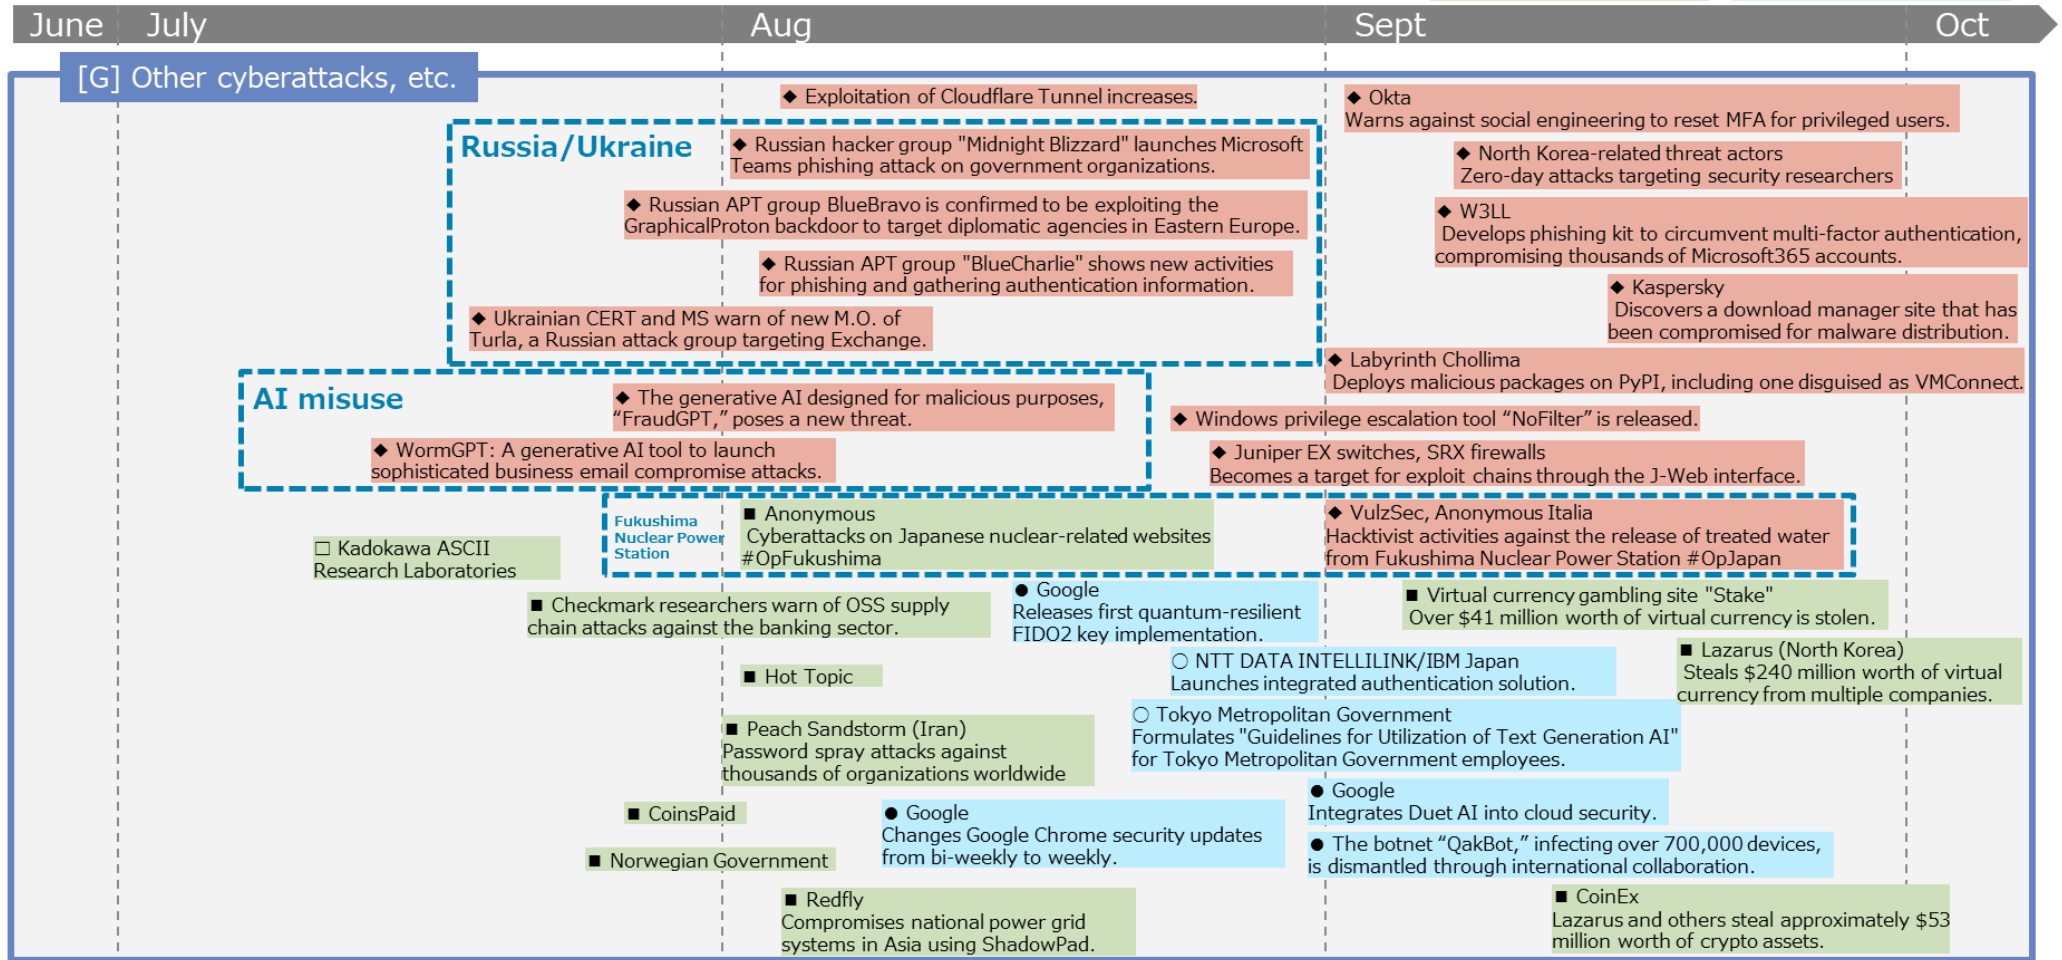 June
July
Aug
Sept
Oct
[G] Other cyberattacks, etc.
◆ Exploitation of Cloudflare Tunnel increases.
Russia/Ukraine
◆ Russian hacker group "Midnight Blizzard" launches Microsoft
Teams phishing attack on government organizations.
◆ Russian APT group BlueBravo is confirmed to be exploiting the
GraphicalProton backdoor to target diplomatic agencies in Eastern Europe.
◆ Russian APT group "BlueCharlie" shows new activities
for phishing and gathering authentication information.
◆ Ukrainian CERT and MS warn of new M.O. of
Turla, a Russian attack group targeting Exchange.
◆ Okta
Warns against social engineering to reset MFA for privileged users.
◆ North Korea-related threat actors
Zero-day attacks targeting security researchers
◆ W3LL
Develops phishing kit to circumvent multi-factor authentication,
compromising thousands of Microsoft365 accounts.
◆ Kaspersky
Discovers a download manager site that has
been compromised for malware distribution.
◆ Labyrinth Chollima
Deploys malicious packages on PyPI, including one disguised as VMConnect.
AI misuse
◆ The generative AI designed for malicious purposes,
“FraudGPT,” poses a new threat.
◆ WormGPT: A generative AI tool to launch
sophisticated business email compromise attacks.
◆ Windows privilege escalation tool “NoFilter” is released.
◆ Juniper EX switches, SRX firewalls
Becomes a target for exploit chains through the J-Web interface.
Fukushima
Nuclear Power
Station
■ Anonymous
Cyberattacks on Japanese nuclear-related websites
#OpFukushima
◆ VulzSec, Anonymous Italia
Hacktivist activities against the release of treated water
from Fukushima Nuclear Power Station #OpJapan
□ Kadokawa ASCII
Research Laboratories
■ Checkmark researchers warn of OSS supply
chain attacks against the banking sector.
● Google
Releases first quantum-resilient
FIDO2 key implementation.
■ Virtual currency gambling site "Stake"
Over $41 million worth of virtual currency is stolen.
■ Hot Topic
○ NTT DATA INTELLILINK/IBM Japan
Launches integrated authentication solution.
■ Lazarus (North Korea)
Steals $240 million worth of virtual
currency from multiple companies.
■ Peach Sandstorm (Iran)
Password spray attacks against
thousands of organizations worldwide
○ Tokyo Metropolitan Government
Formulates "Guidelines for Utilization of Text Generation AI"
for Tokyo Metropolitan Government employees.
■ CoinsPaid
● Google
Changes Google Chrome security updates
from bi-weekly to weekly.
● Google
Integrates Duet AI into cloud security.
■ Norwegian Government
● The botnet “QakBot,” infecting over 700,000 devices,
is dismantled through international collaboration.
■ Redfly
Compromises national power grid
systems in Asia using ShadowPad.
■ CoinEx
Lazarus and others steal approximately $53
million worth of crypto assets.